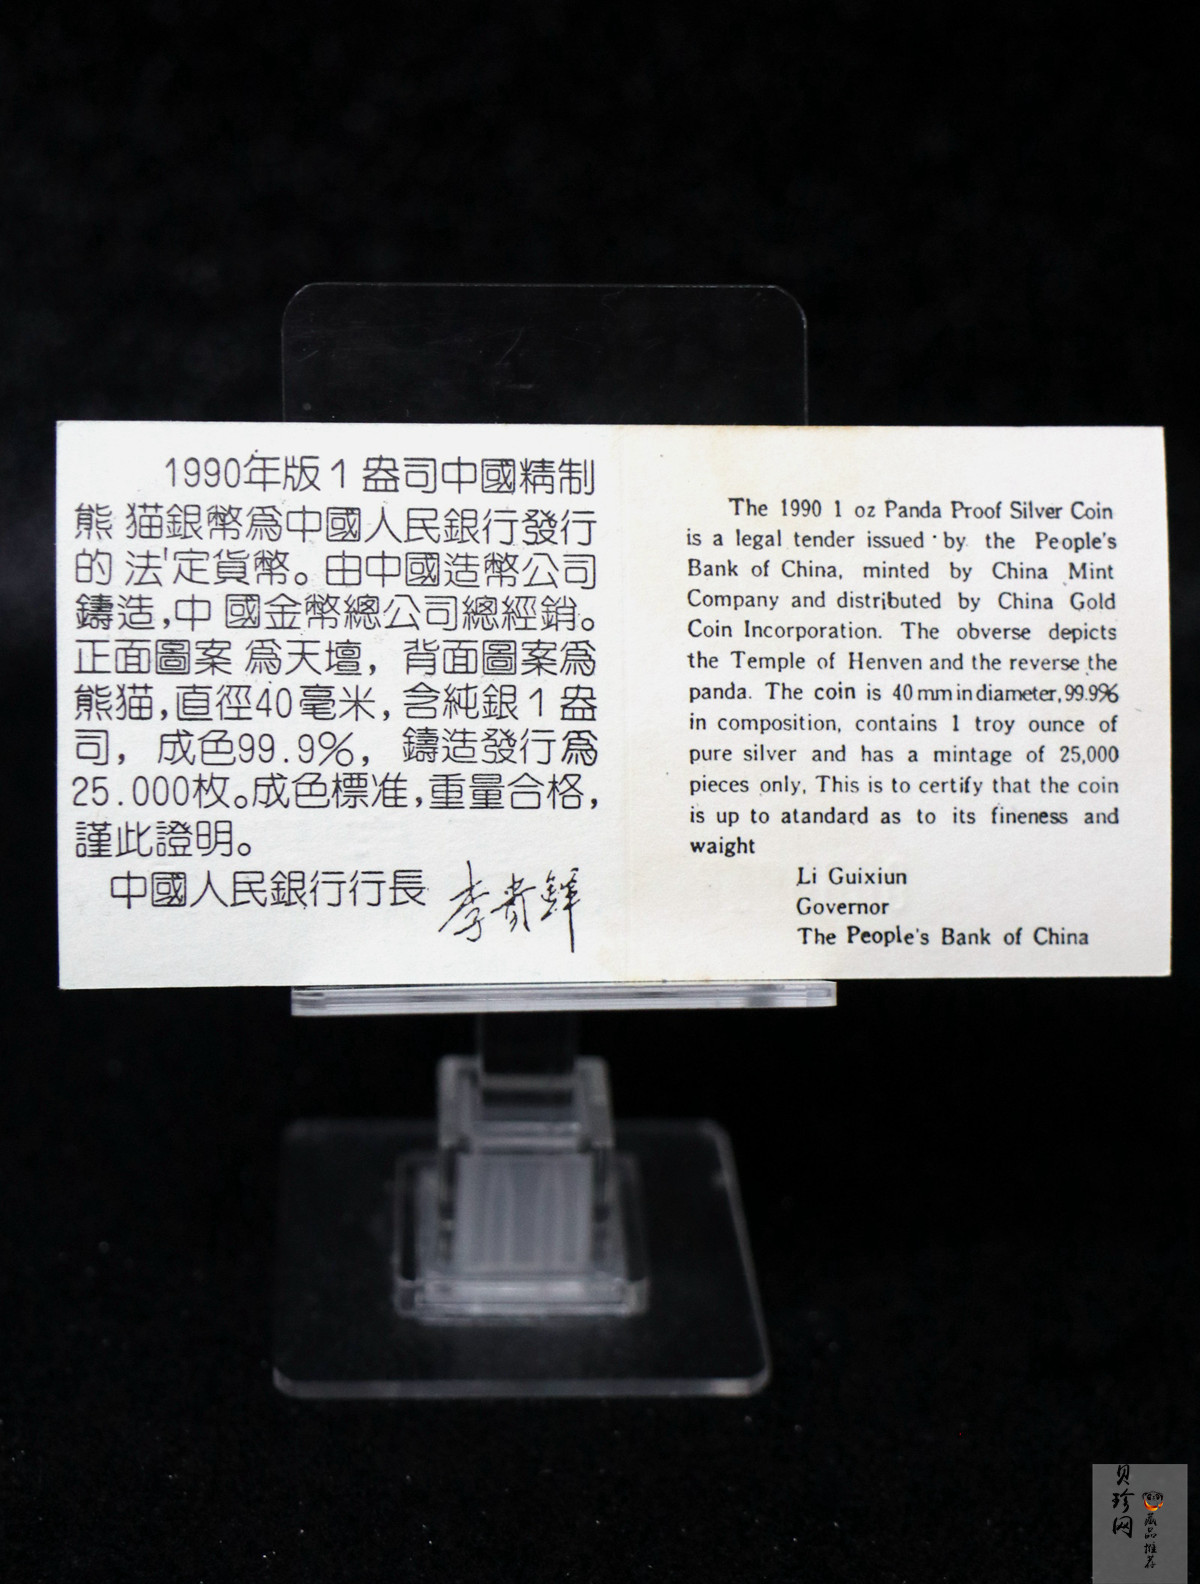 1990年版1盎司中國精制
熊猫銀幣爲中國人民銀行發行
的法定貨幣。由中國造幣公司
鑄造,中國金幣總公司總經銷。
正面圖案爲天壇，背面圖案爲
熊猫,直徑40毫米,含純銀1盎
司，成色99.9%，鑄造發行爲
25.000枚。成色標准,重量合格,
謹此證明。
中國人民銀行行長 李貴鲜
The 1990 1 oz Panda Proof Silver Coin
is a legal tender issued by the People's
Bank of China, minted by China Mint
Company and distributed by China Gold
Coin Incorporation. The obverse depicts
the Temple of Henven and the reverse the
panda. The coin is 40 mm in diameter, 99.9%
in composition, contains 1 troy ounce of
pure silver and has a mintage of 25,000
pieces only, This is to certify that the coin
is up to atandard as to its fineness and
waight
Li Guixiun
Governor
The People's Bank of China
贝珍网
藏品推荐